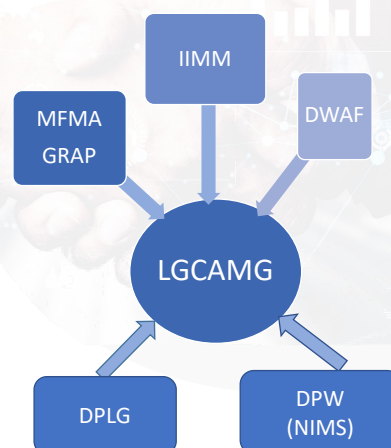 IIMM
MFMA
GRAP
DWAF
LGCAMG
DPLG
DPW
(NIMS)